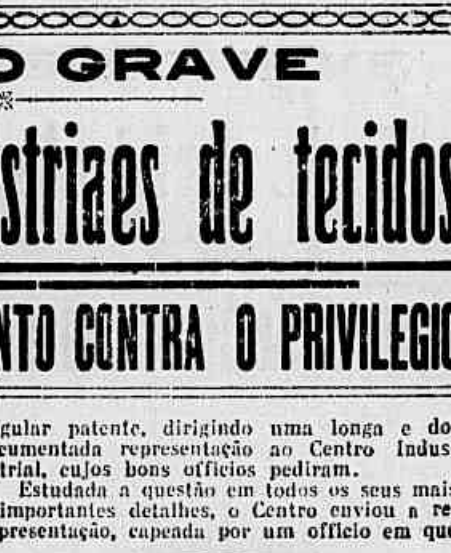 O GRAVE
striaes de tecidos
NTO CONTRA O PRIVILEGIO
gular patente, dirigindo uma longa e do
cumentada representação ao Centro Indus
trial, cujos bons officios pediram.
Estudada a questão em todos os seus mais
importantes detalhes, o Centro enviou a re
presentação, capeada por um officio em que